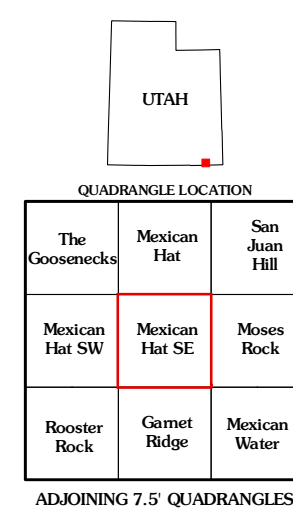 UTAH
QUADRANGLE LOCATION
The
Goosenecks
Mexican
Hat
San
Juan
Hill
Mexican
Hat SW
Mexican
Hat SE
Moses
Rock
Rooster
Rock
Garnet
Ridge
Mexican
Water
ADJOINING 7.5' QUADRANGLES